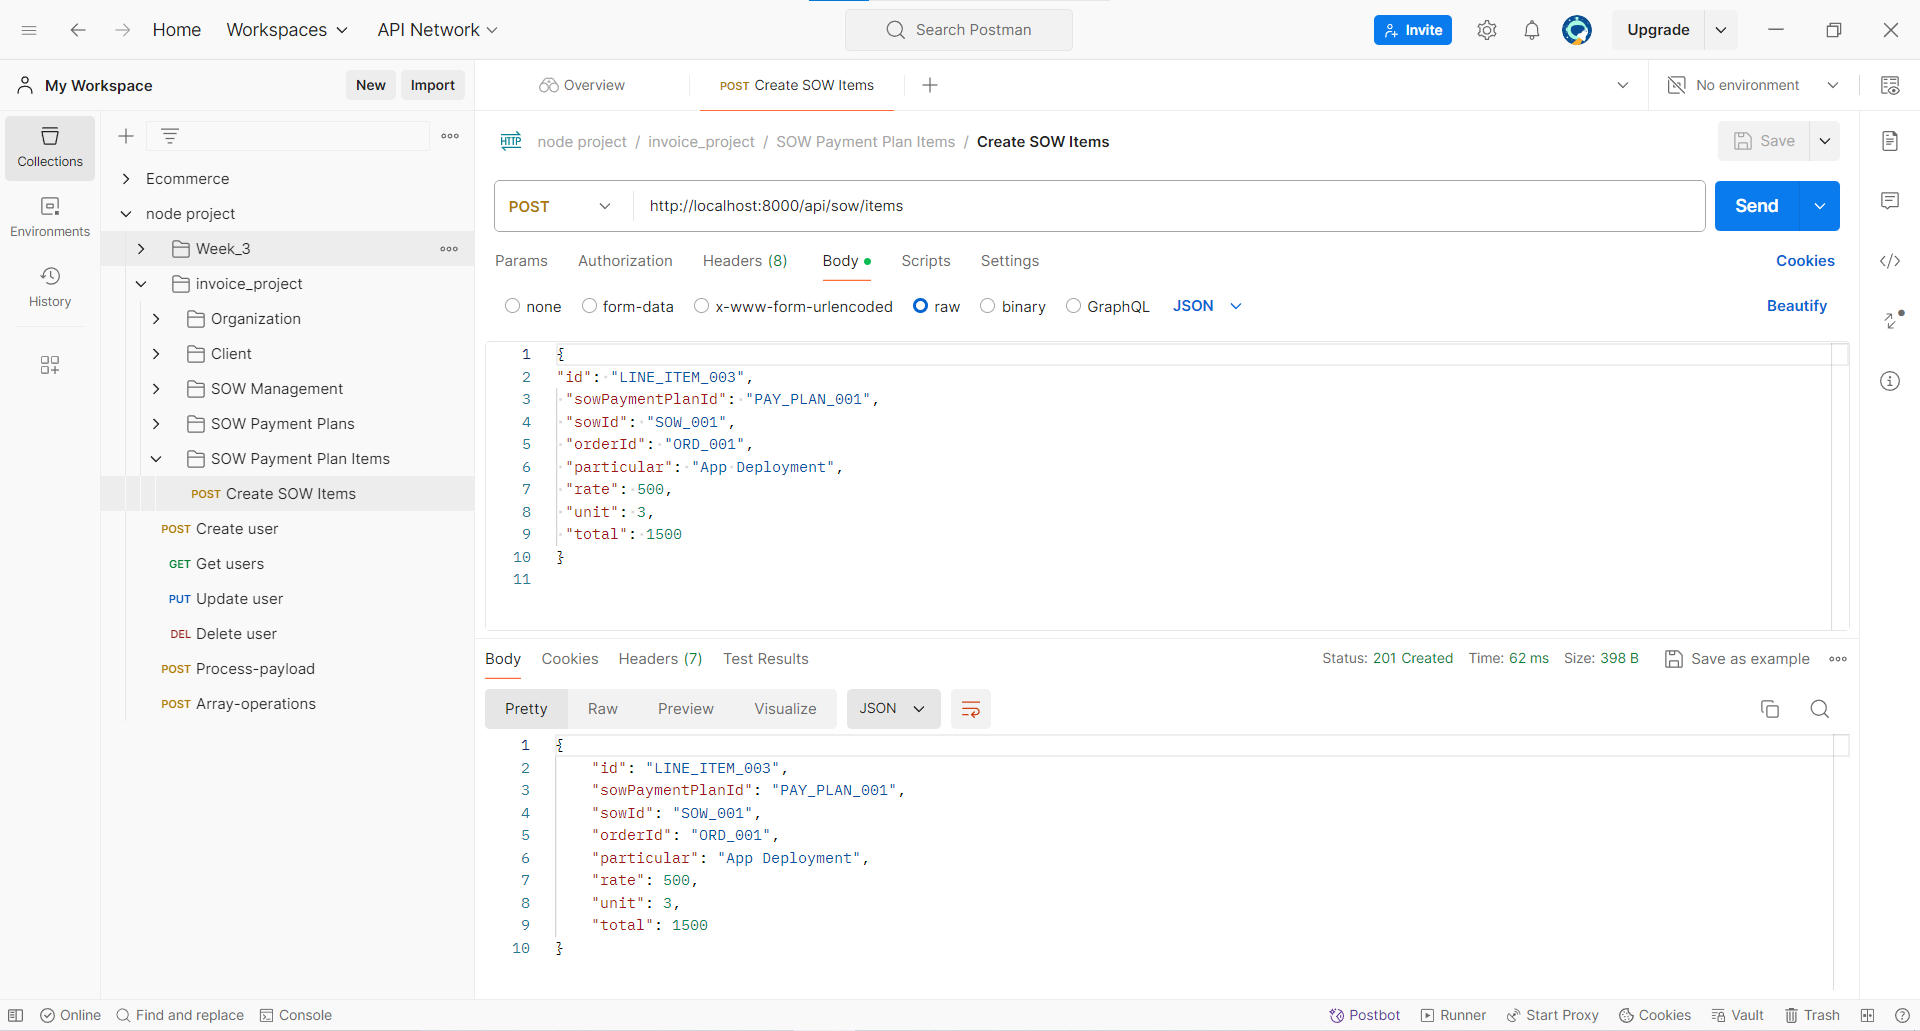 Home
Workspaces
API Network
Search Postman
Invite
Upgrade
My Workspace
New
Import
Overview
POST Create SOW Items
No environment
Collections
Environments
History
Ecommerce
node project
Week_3
invoice_project
Organization
Client
SOW Management
SOW Payment Plans
SOW Payment Plan Items
POST Create SOW Items
POST Create user
GET Get users
PUT Update user
DEL Delete user
POST Process-payload
POST Array-operations
HTTP node project / invoice_project / SOW Payment Plan Items / Create SOW Items
Save
POST
http://localhost:8000/api/sow/items
Send
Params Authorization Headers (8) Body Scripts Settings
Cookies
none form-data x-www-form-urlencoded raw binary GraphQL JSON
Beautify
1 {
2 "id": "LINE_ITEM_003",
3 "sowPaymentPlanId": "PAY_PLAN_001",
4 "sowId": "SOW_001",
5 "orderId": "ORD_001",
6 "particular": "App Deployment",
7 "rate": 500,
8 "unit": 3,
9 "total": 1500
10 }
11
Body Cookies Headers (7) Test Results
Status: 201 Created Time: 62 ms Size: 398 B
Save as example
Pretty Raw Preview Visualize JSON
1 {
2 "id": "LINE_ITEM_003",
3 "sowPaymentPlanId": "PAY_PLAN_001",
4 "sowId": "SOW_001",
5 "orderId": "ORD_001",
6 "particular": "App Deployment",
7 "rate": 500,
8 "unit": 3,
9 "total": 1500
10 }
Online Find and replace Console
Postbot Runner Start Proxy Cookies Vault Trash